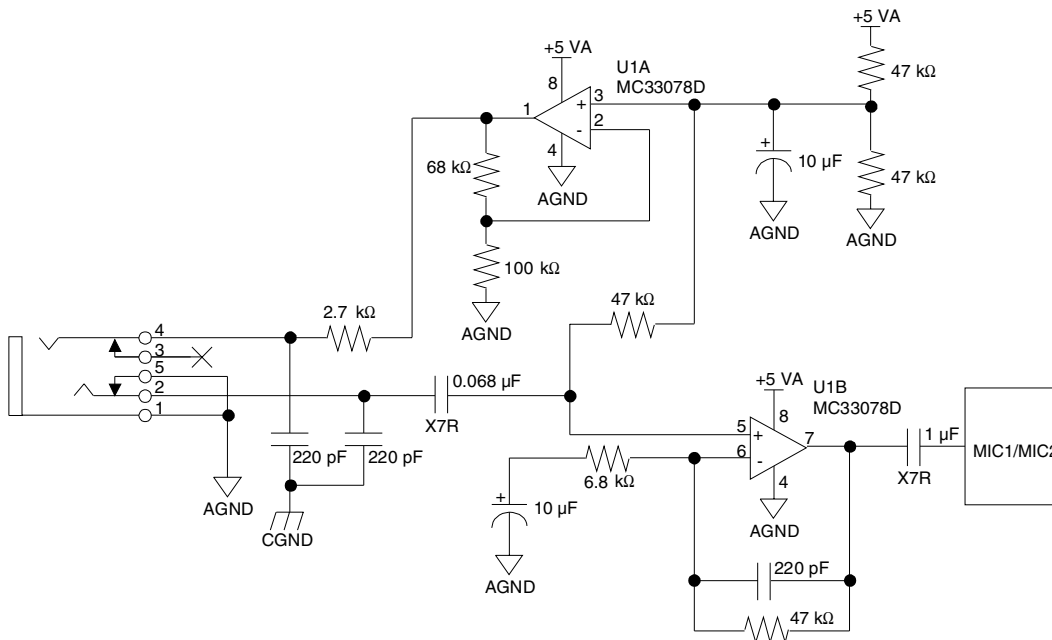 +5 VA
47 kΩ
47 kΩ
AGND
10 µF
+
AGND
+5 VA
U1A
MC33078D
8
3
+
2
-
1
4
AGND
68 kΩ
100 kΩ
AGND
2.7 kΩ
47 kΩ
4
3
5
2
1
AGND
220 pF
220 pF
CGND
0.068 µF
X7R
+5 VA
U1B
MC33078D
8
5
+
6
-
7
4
AGND
6.8 kΩ
+
10 µF
AGND
220 pF
47 kΩ
1 µF
X7R
MIC1/MIC2